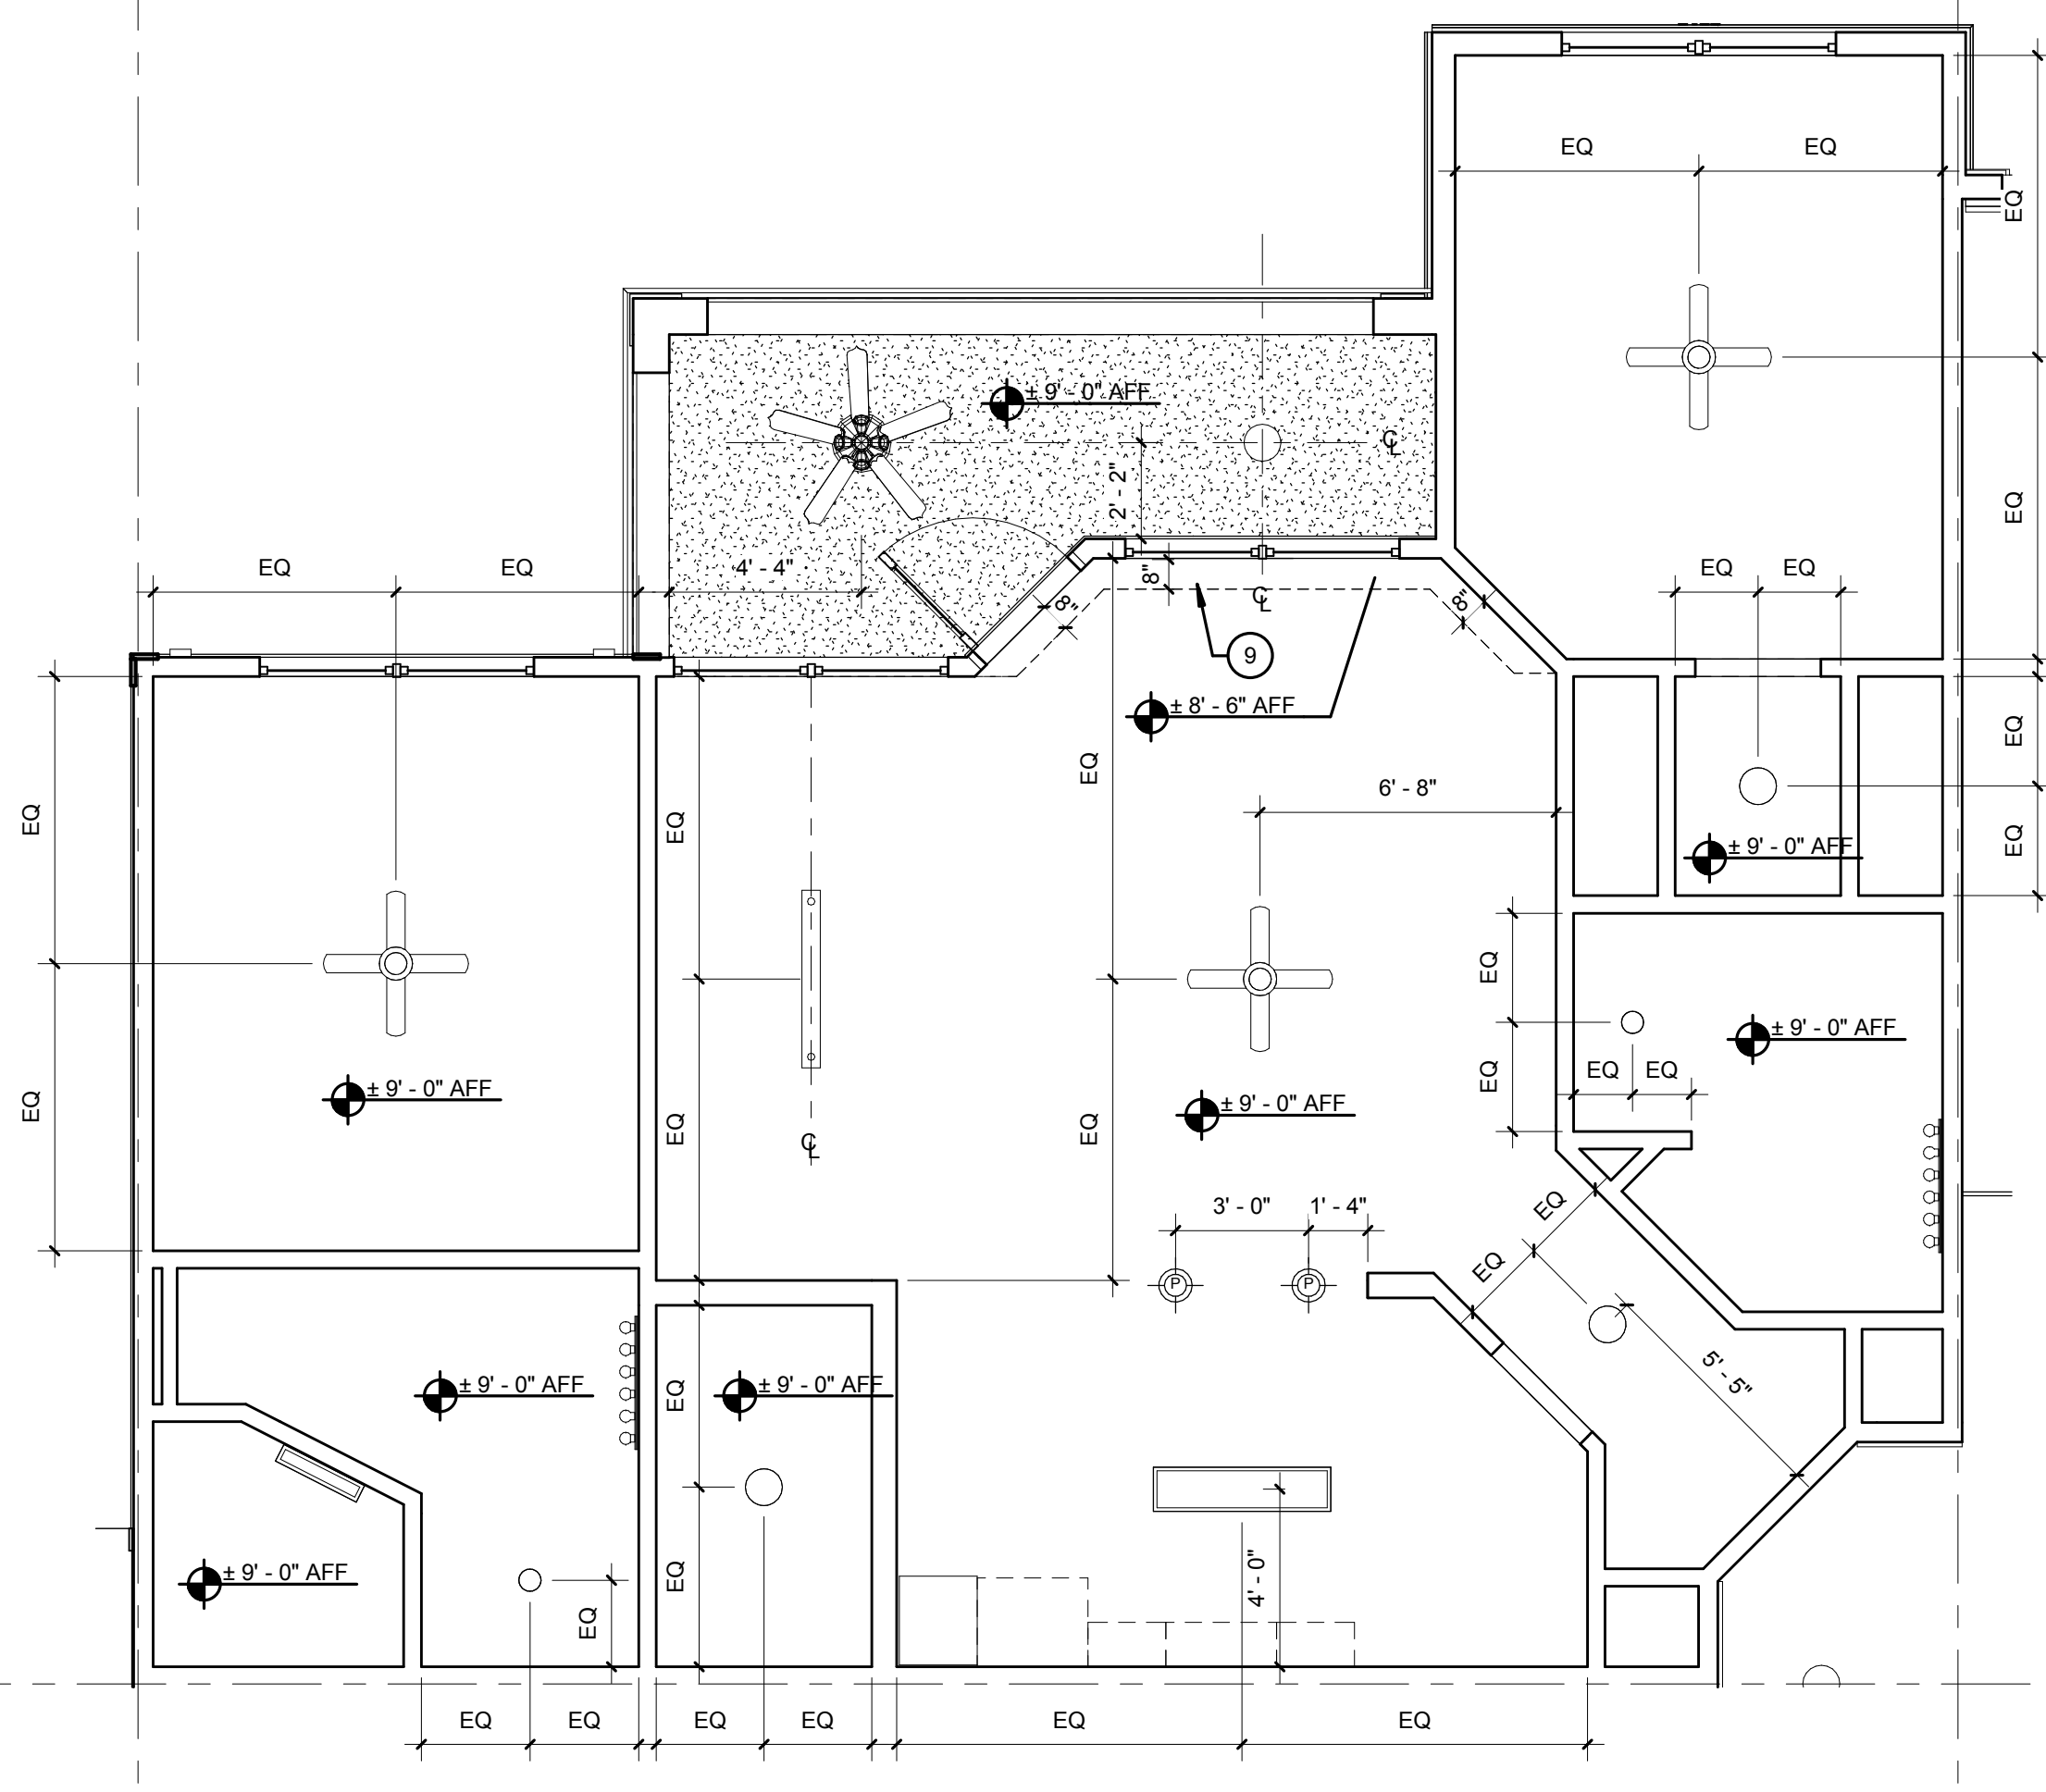 EQ EQ
EQ
± 9' - 0" AFF
CL
2' - 2"
EQ
EQ EQ 4' - 4" 8" EQ EQ
8" CL 8"
9
± 8' - 6" AFF
EQ
EQ
6' - 8"
EQ EQ
± 9' - 0" AFF
EQ
EQ
± 9' - 0" AFF
EQ EQ
± 9' - 0" AFF
± 9' - 0" AFF
EQ
EQ
EQ
EQ
CL
3' - 0" 1' - 4"
EQ
P P
EQ
5' - 5"
± 9' - 0" AFF
± 9' - 0" AFF
EQ
± 9' - 0" AFF
EQ
4' - 0"
EQ
EQ EQ EQ EQ EQ EQ